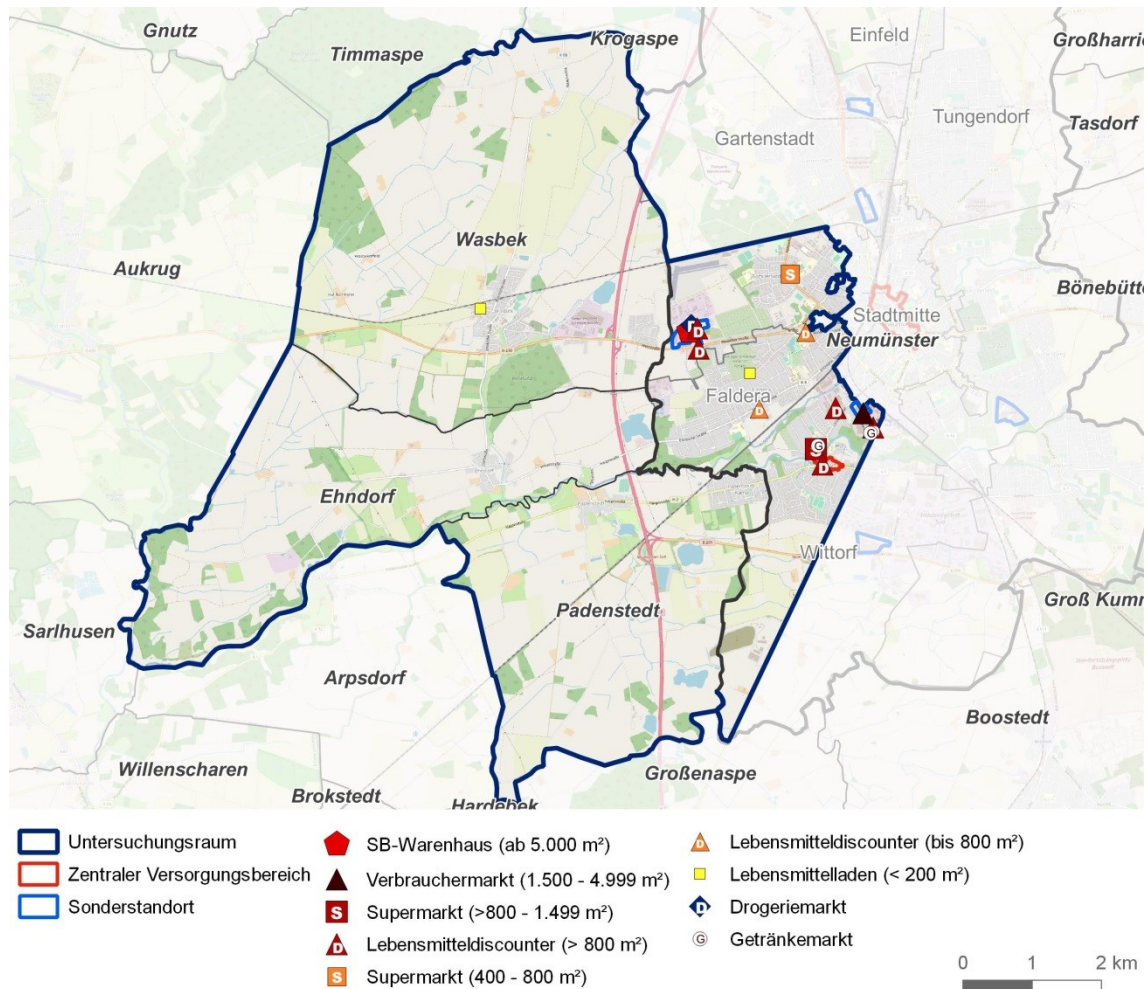 Gnutz
Timmaspe
Krogaspe
Einfeld
Großharrie
Tungendorf
Gartenstadt
Tasdorf
Wasbek
Aukrug
Bönebütte
Stadtmitte
Neumünster
Faldera
Ehndorf
Wittorf
Padenstedt
Groß Kumm
Sarlhusen
Arpsdorf
Boostedt
Willenscharen
Großenaspe
Brokstedt
Hardebek
Untersuchungsraum
Zentraler Versorgungsbereich
Sonderstandort
SB-Warenhaus (ab 5.000 m²)
Verbrauchermarkt (1.500 - 4.999 m²)
S Supermarkt (>800 - 1.499 m²)
D Lebensmitteldiscounter (> 800 m²)
S Supermarkt (400 - 800 m²)
D Lebensmitteldiscounter (bis 800 m²)
Lebensmittelladen (< 200 m²)
D Drogeriemarkt
G Getränkemarkt
0 1 2 km